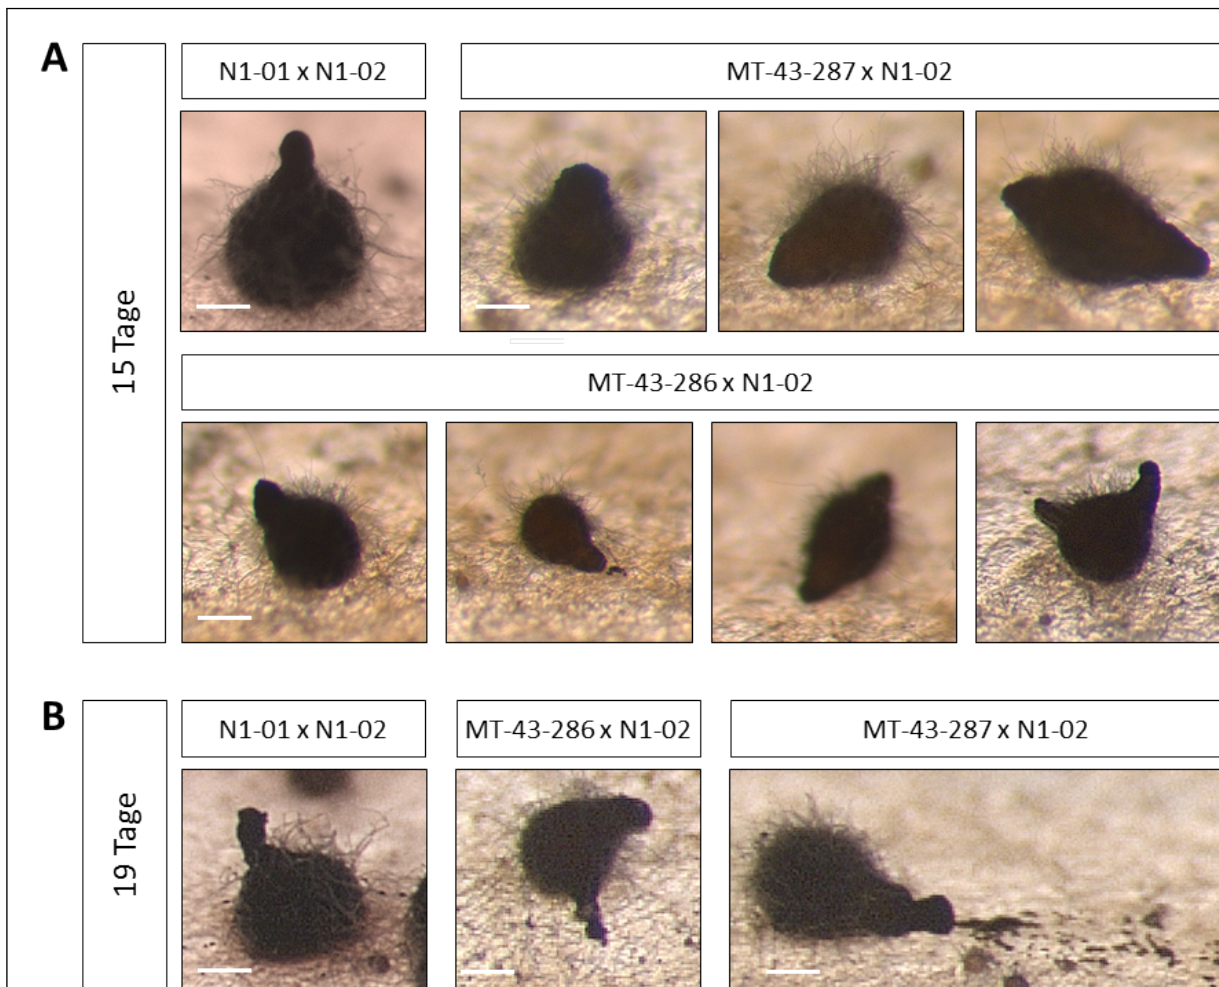 A
15 Tage
N1-01 x N1-02
MT-43-287 x N1-02
MT-43-286 x N1-02
B
19 Tage
N1-01 x N1-02
MT-43-286 x N1-02
MT-43-287 x N1-02